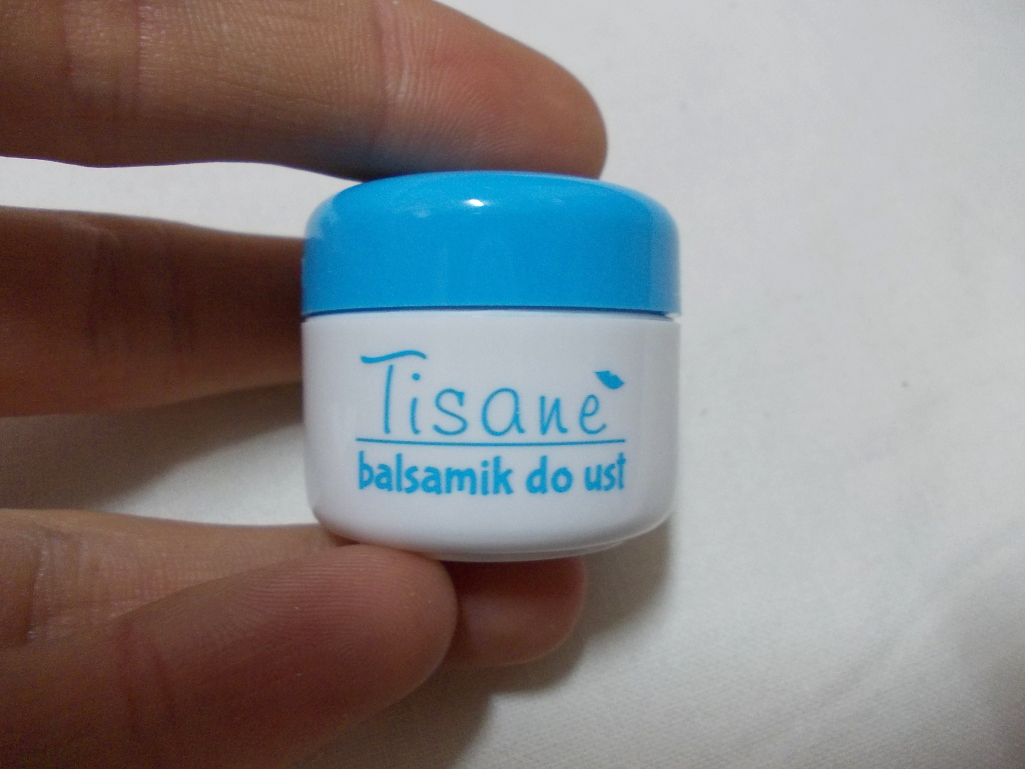 Tisane
balsamik do ust